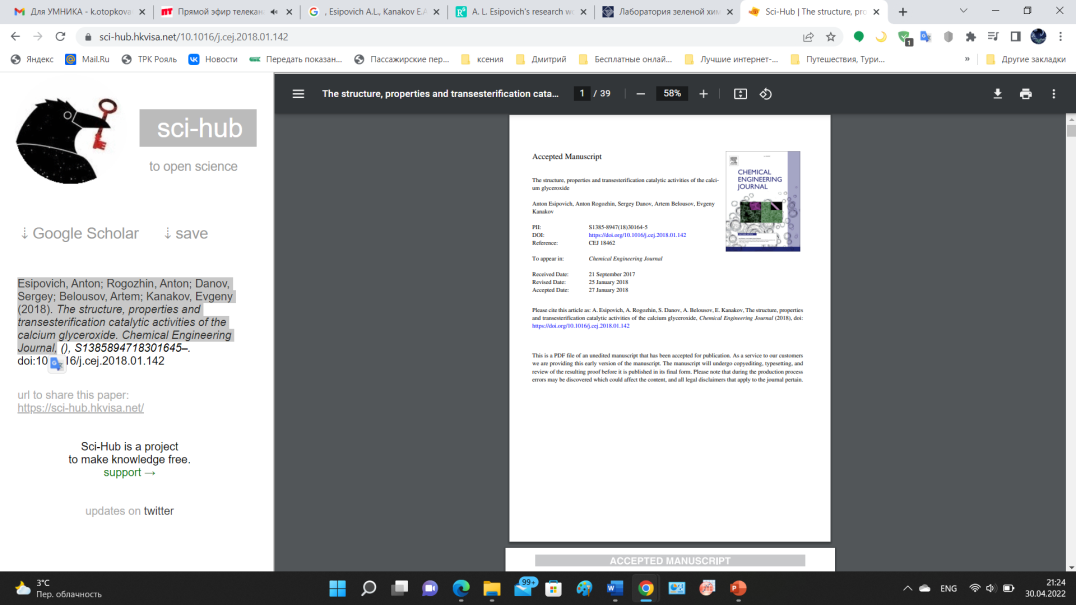 Для УМНИКА - k.otopkova
Прямой эфир телекана
, Esipovich A.L., Kanakov E.A
A. L. Esipovich's research wo
Лаборатория зеленой хим
Sci-Hub | The structure, pro
sci-hub.hkvisa.net/10.1016/j.cej.2018.01.142
Яндекс
Mail.Ru
ТРК Рояль
Новости
Передать показан...
Пассажирские пер...
ксения
Дмитрий
Бесплатные онлай...
Лучшие интернет-...
Путешествия, Тури...
»
Другие закладки
sci-hub
to open science
↓ Google Scholar
↓ save
Esipovich, Anton; Rogozhin, Anton; Danov,
Sergey; Belousov, Artem; Kanakov, Evgeny
(2018). The structure, properties and
transesterification catalytic activities of the
calcium glyceroxide. Chemical Engineering
Journal, (), S1385894718301645–.
doi:10 16/j.cej.2018.01.142
url to share this paper:
https://sci-hub.hkvisa.net/
Sci-Hub is a project
to make knowledge free.
support →
updates on twitter
The structure, properties and transesterification cata...
1 / 39
58%
Accepted Manuscript
The structure, properties and transesterification catalytic activities of the calci-
um glyceroxide
Anton Esipovich, Anton Rogozhin, Sergey Danov, Artem Belousov, Evgeny
Kanakov
PII: S1385-8947(18)30164-5
DOI: https://doi.org/10.1016/j.cej.2018.01.142
Reference: CEJ 18462
To appear in: Chemical Engineering Journal
Received Date: 21 September 2017
Revised Date: 25 January 2018
Accepted Date: 27 January 2018
CHEMICAL
ENGINEERING
JOURNAL
Please cite this article as: A. Esipovich, A. Rogozhin, S. Danov, A. Belousov, E. Kanakov, The structure, properties
and transesterification catalytic activities of the calcium glyceroxide, Chemical Engineering Journal (2018), doi:
https://doi.org/10.1016/j.cej.2018.01.142
This is a PDF file of an unedited manuscript that has been accepted for publication. As a service to our customers
we are providing this early version of the manuscript. The manuscript will undergo copyediting, typesetting, and
review of the resulting proof before it is published in its final form. Please note that during the production process
errors may be discovered which could affect the content, and all legal disclaimers that apply to the journal pertain.
ACCEPTED MANUSCRIPT
3°C
Пер. облачность
99+
ENG
21:24
30.04.2022